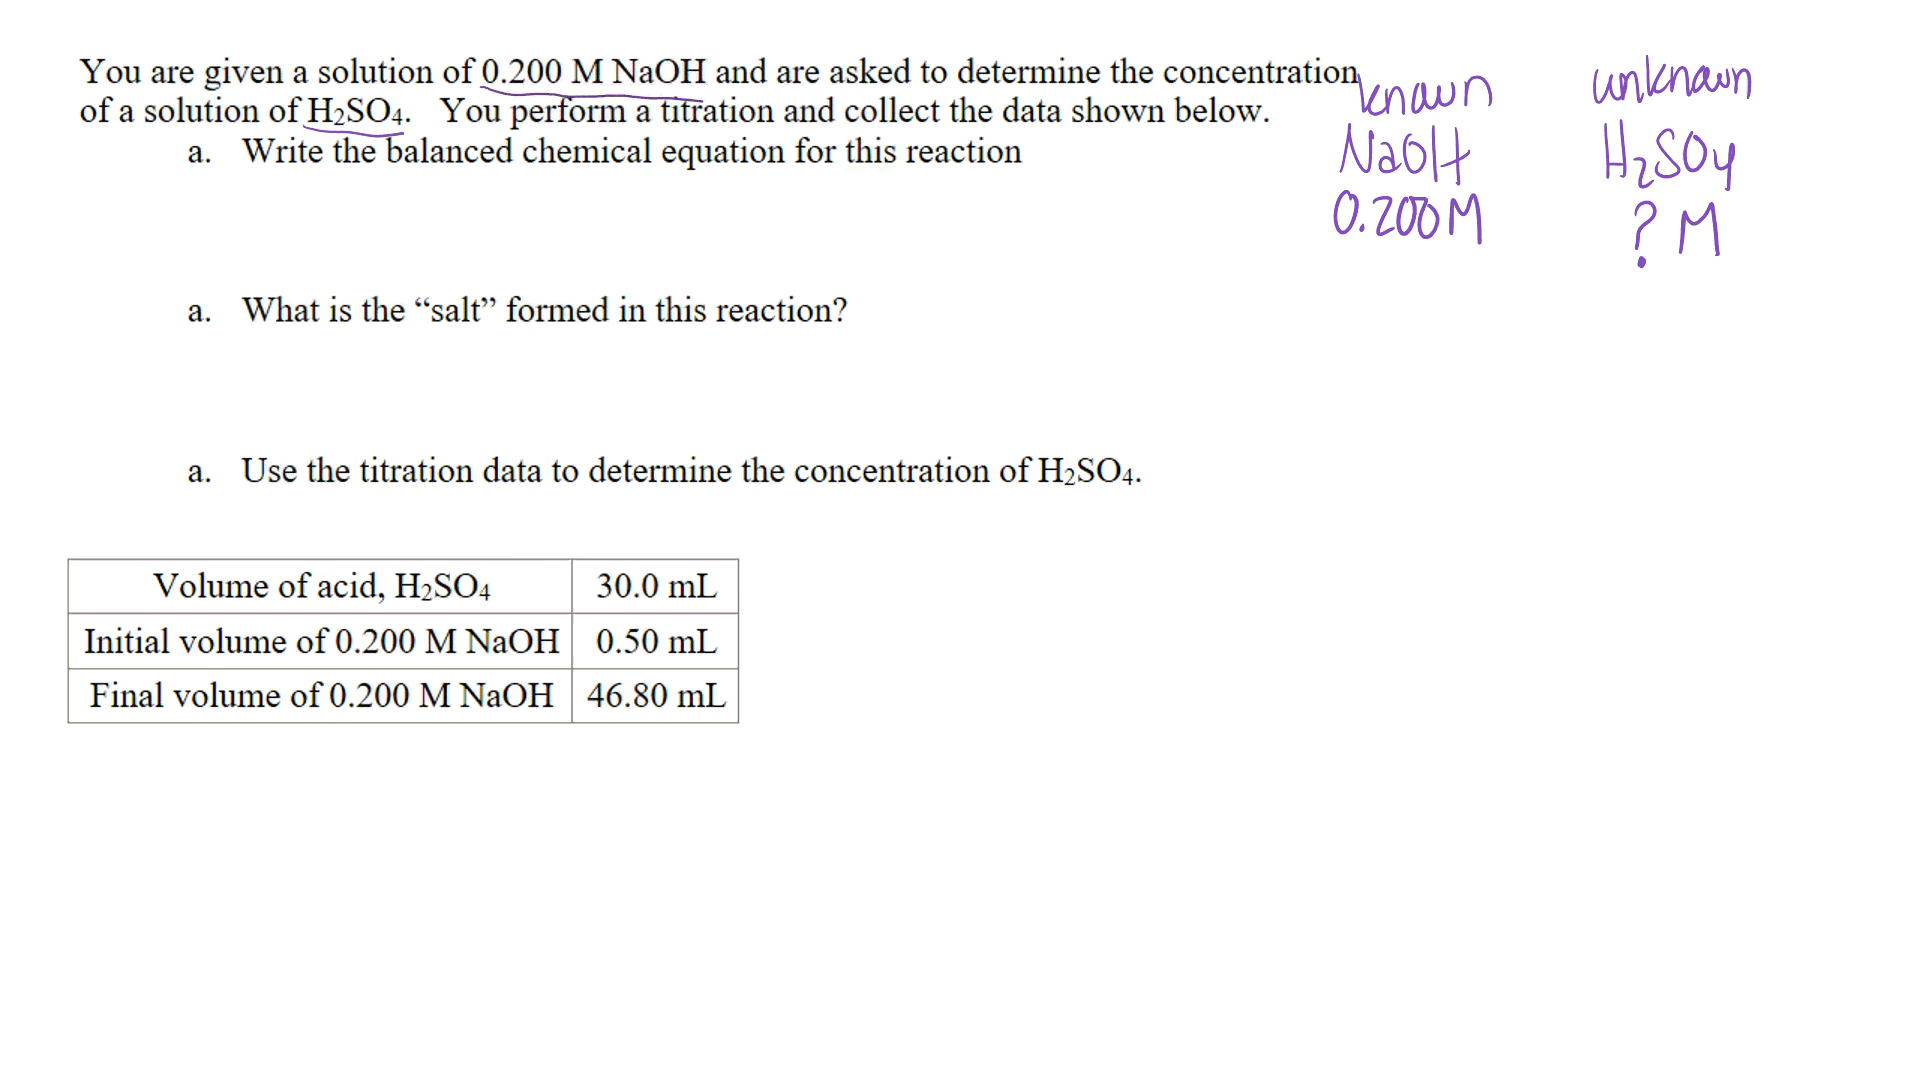 You are given a solution of 0.200 M NaOH and are asked to determine the concentration
of a solution of H₂SO₄. You perform a titration and collect the data shown below.
known
NaOH
0.200M
unknown
H₂SO₄
? M
a. Write the balanced chemical equation for this reaction
a. What is the “salt” formed in this reaction?
a. Use the titration data to determine the concentration of H₂SO₄.
Volume of acid, H₂SO₄ 30.0 mL
Initial volume of 0.200 M NaOH 0.50 mL
Final volume of 0.200 M NaOH 46.80 mL